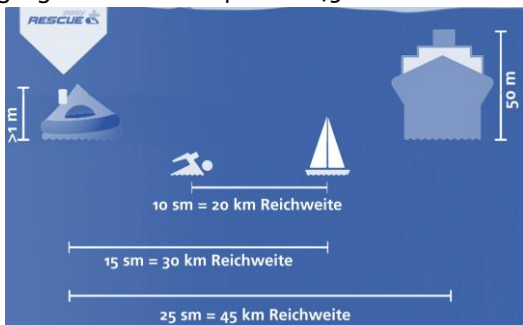 RESCUE
>1 m
50 m
10 sm = 20 km Reichweite
15 sm = 30 km Reichweite
25 sm = 45 km Reichweite